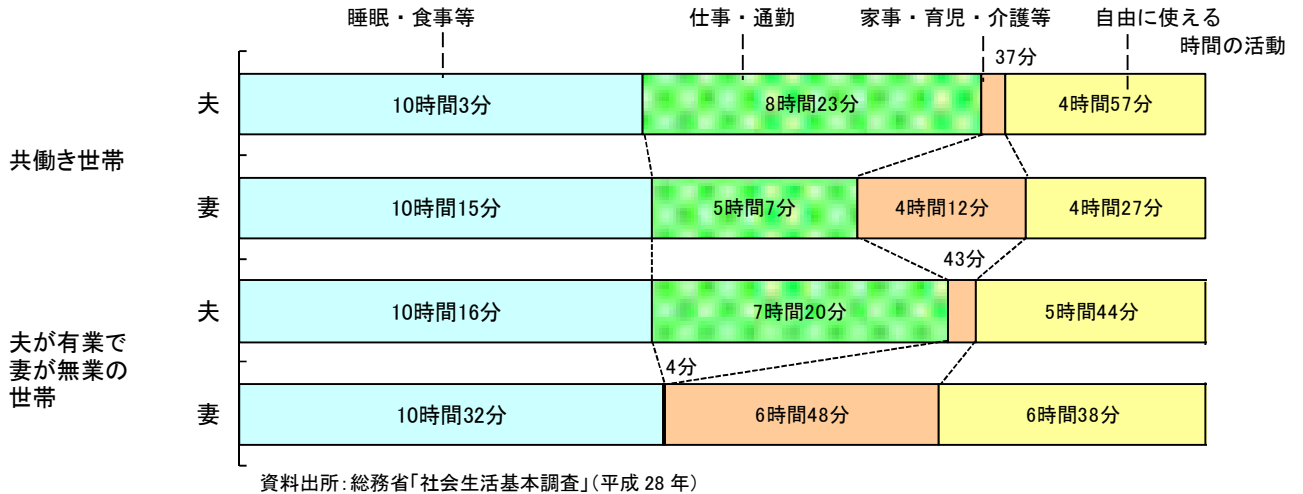 睡眠・食事等 仕事・通勤 家事・育児・介護等 自由に使える
時間の活動
37分
夫 10時間3分 8時間23分 4時間57分
共働き世帯
妻 10時間15分 5時間7分 4時間12分 4時間27分
43分
夫 10時間16分 7時間20分 5時間44分
夫が有業で
妻が無業の
世帯
4分
妻 10時間32分 6時間48分 6時間38分
資料出所:総務省「社会生活基本調査」(平成 28 年)